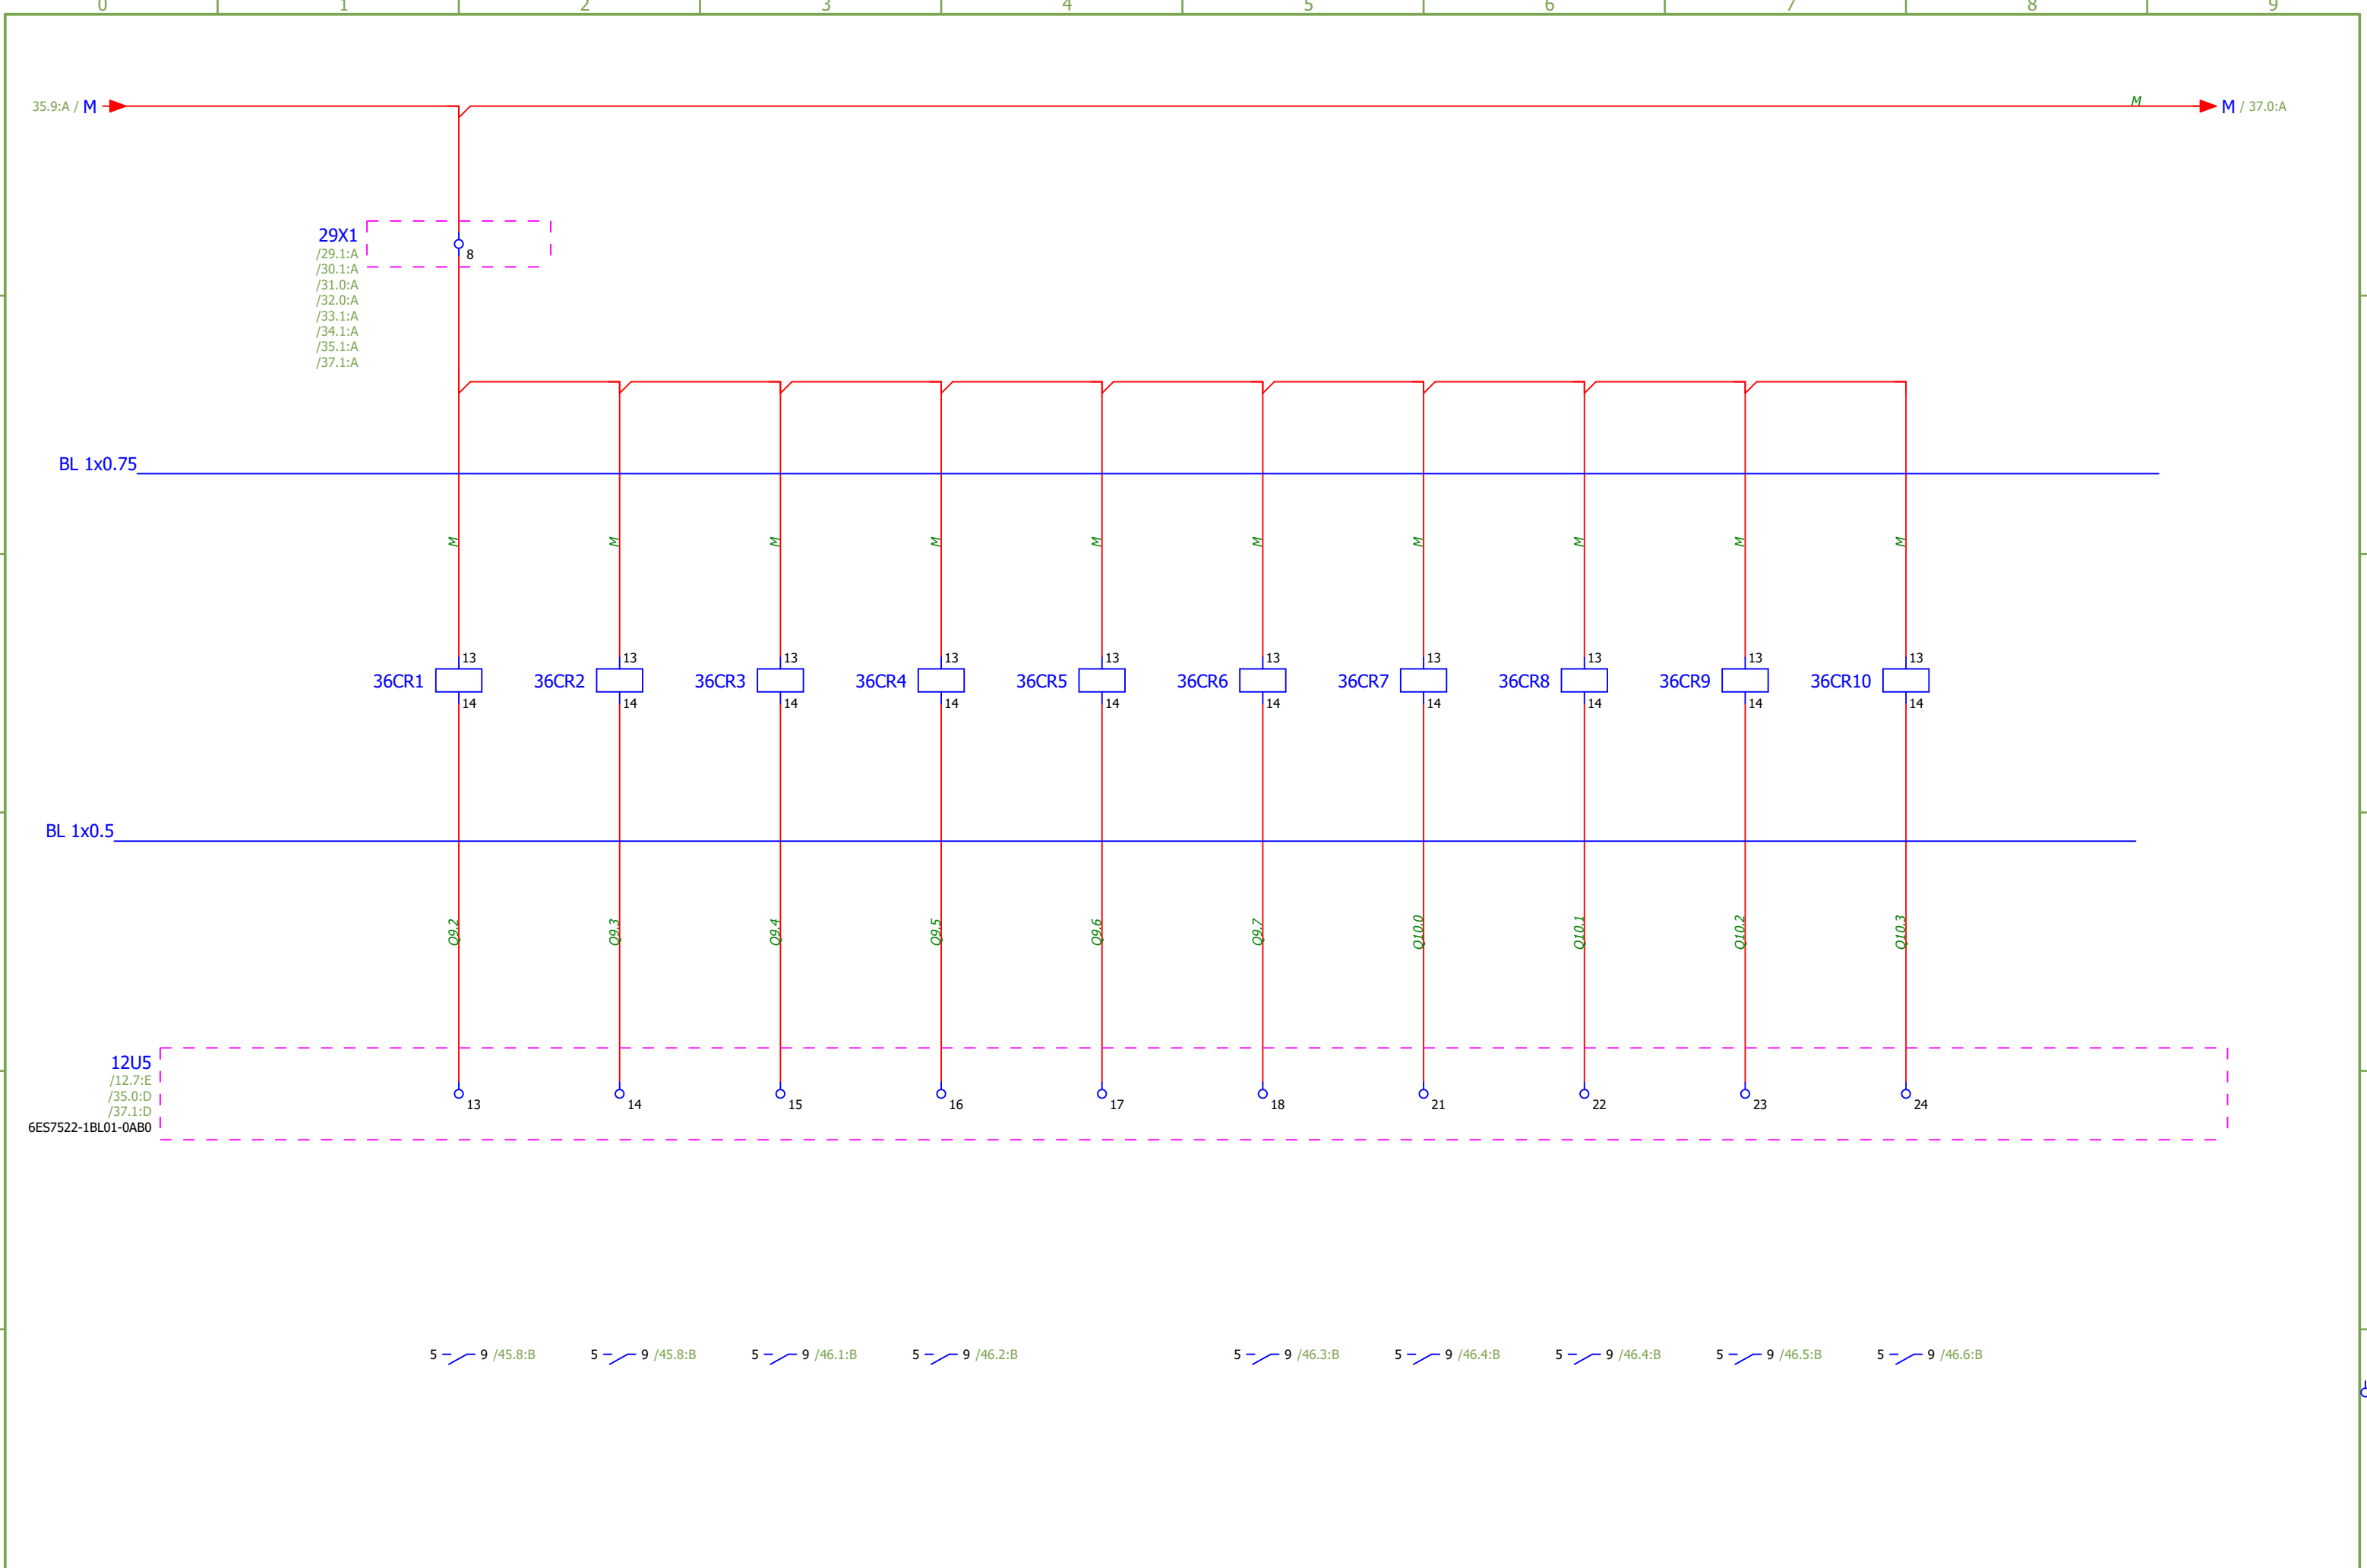 0 1 2 3 4 5 6 7 8 9
35.9:A / M
M
M / 37.0:A
29X1
/29.1:A
/30.1:A
/31.0:A
/32.0:A
/33.1:A
/34.1:A
/35.1:A
/37.1:A
8
BL 1x0.75
M M M M M M M M M M
13 13 13 13 13 13 13 13 13 13
36CR1 36CR2 36CR3 36CR4 36CR5 36CR6 36CR7 36CR8 36CR9 36CR10
14 14 14 14 14 14 14 14 14 14
BL 1x0.5
Q9.2 Q9.3 Q9.4 Q9.5 Q9.6 Q9.7 Q10.0 Q10.1 Q10.2 Q10.3
12U5
/12.7:E
/35.0:D
/37.1:D
6ES7522-1BL01-0AB0
13 14 15 16 17 18 21 22 23 24
5 9 /45.8:B 5 9 /45.8:B 5 9 /46.1:B 5 9 /46.2:B 5 9 /46.3:B 5 9 /46.4:B 5 9 /46.4:B 5 9 /46.5:B 5 9 /46.6:B